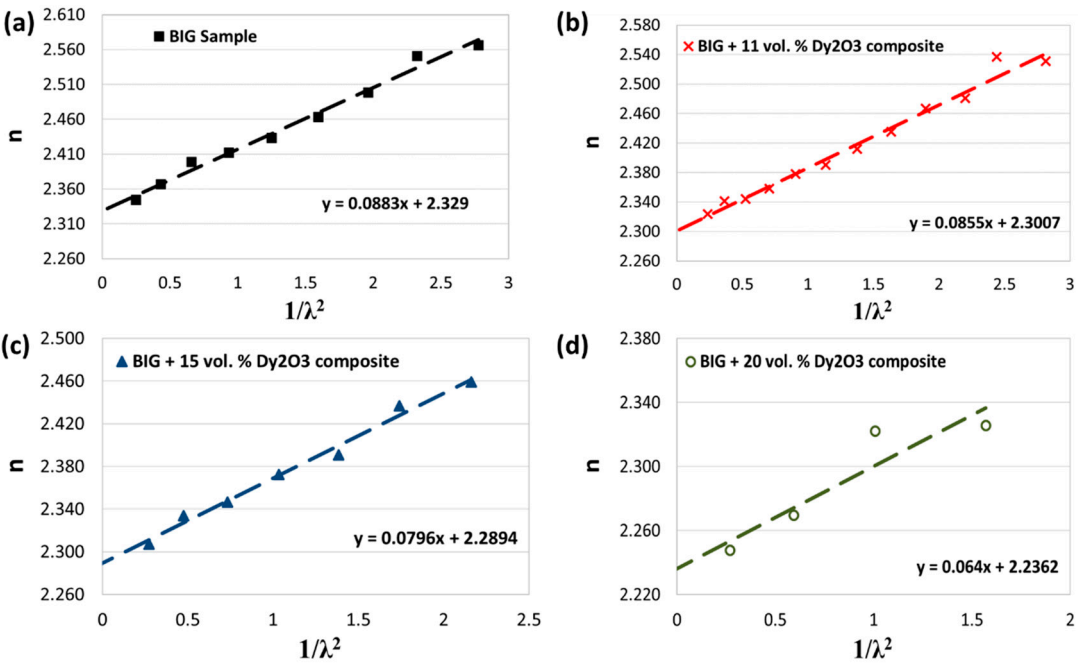 (a)
n
2.610
2.560
2.510
2.460
2.410
2.360
2.310
2.260
BIG Sample
y = 0.0883x + 2.329
0 0.5 1 1.5 2 2.5 3
1/λ²
(b)
n
2.580
2.540
2.500
2.460
2.420
2.380
2.340
2.300
2.260
BIG + 11 vol. % Dy2O3 composite
y = 0.0855x + 2.3007
0 0.5 1 1.5 2 2.5 3
1/λ²
(c)
n
2.500
2.460
2.420
2.380
2.340
2.300
2.260
BIG + 15 vol. % Dy2O3 composite
y = 0.0796x + 2.2894
0 0.5 1 1.5 2 2.5
1/λ²
(d)
n
2.380
2.340
2.300
2.260
2.220
BIG + 20 vol. % Dy2O3 composite
y = 0.064x + 2.2362
0 0.5 1 1.5 2
1/λ²